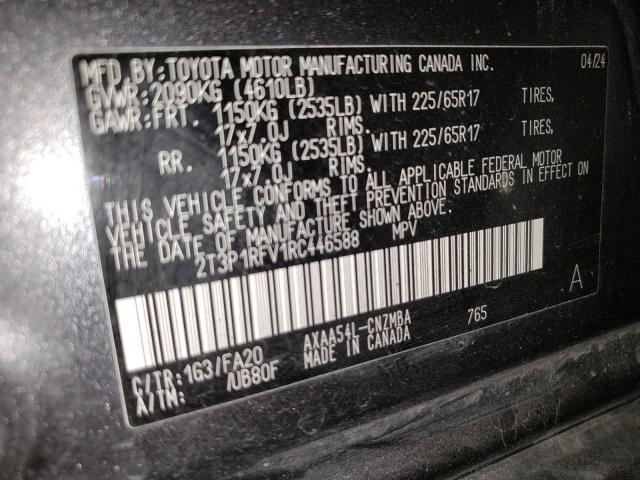 MFD BY: TOYOTA MOTOR MANUFACTURING CANADA INC. 04/24
GVWR: 2090KG (4610LB)
GAWR: FRT. 1150KG (2535LB) WITH 225/65R17 TIRES,
17x7.0J RIMS.
RR. 1150KG (2535LB) WITH 225/65R17 TIRES,
17x7.0J RIMS.
THIS VEHICLE CONFORMS TO ALL APPLICABLE FEDERAL MOTOR
VEHICLE SAFETY AND THEFT PREVENTION STANDARDS IN EFFECT ON
THE DATE OF MANUFACTURE SHOWN ABOVE.
2T3P1RFV1RC446588 MPV
A
AXAA54L-CNZMBA 765
MADE IN CANADA
C/TR: 1G3/FA20
A/TM: /UB80F